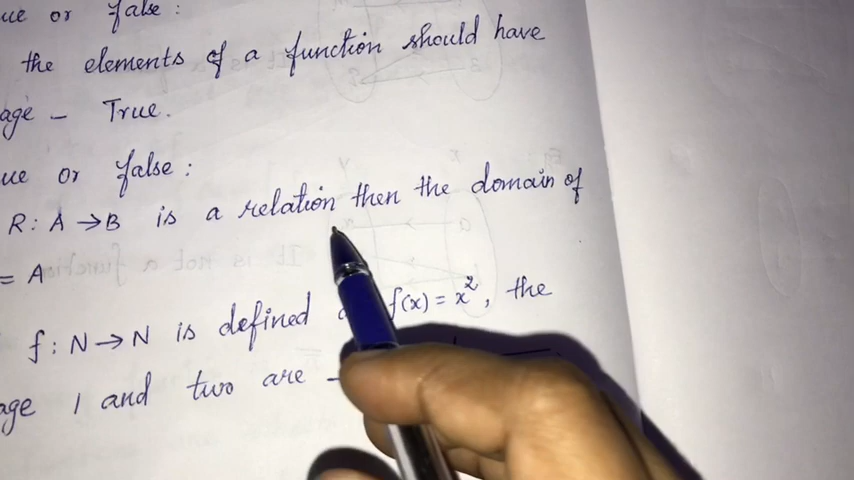 ue or false :
the elements of a function should have
age - True.
ue or false :
R : A → B is a relation then the domain of
= A
f : N → N is defined f(x) = x², the
age 1 and two are -